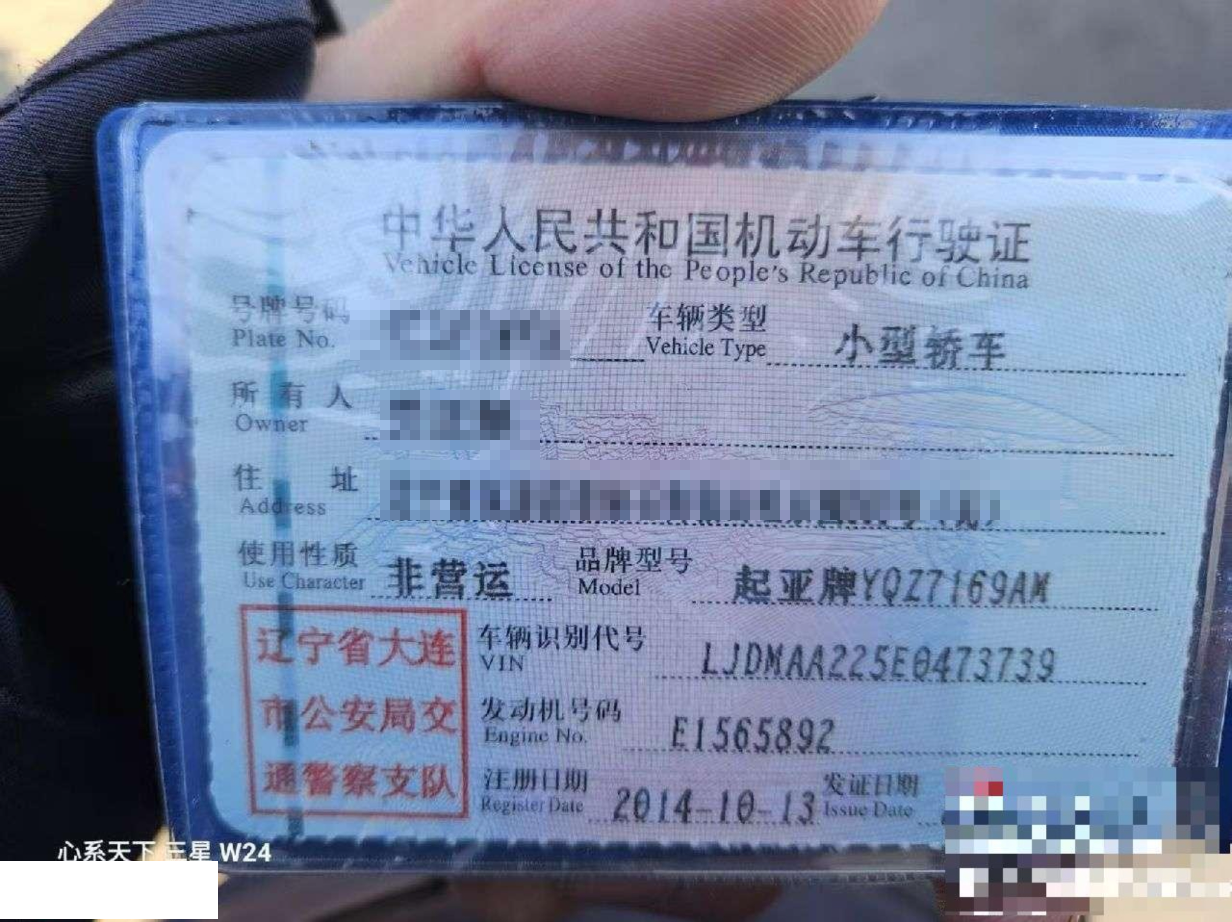 中华人民共和国机动车行驶证
Vehicle License of the People's Republic of China
号牌号码
Plate No.
车辆类型 小型轿车
Vehicle Type
所有人
Owner
住址
Address
使用性质 非营运
Use Character
品牌型号 起亚牌YQZ7169AM
Model
辽宁省大连
市公安局交
通警察支队
车辆识别代号 LJDMAA225E0473739
VIN
发动机号码 E1565892
Engine No.
注册日期 2014-10-13
Register Date
发证日期
Issue Date
心系天下 三星 W24